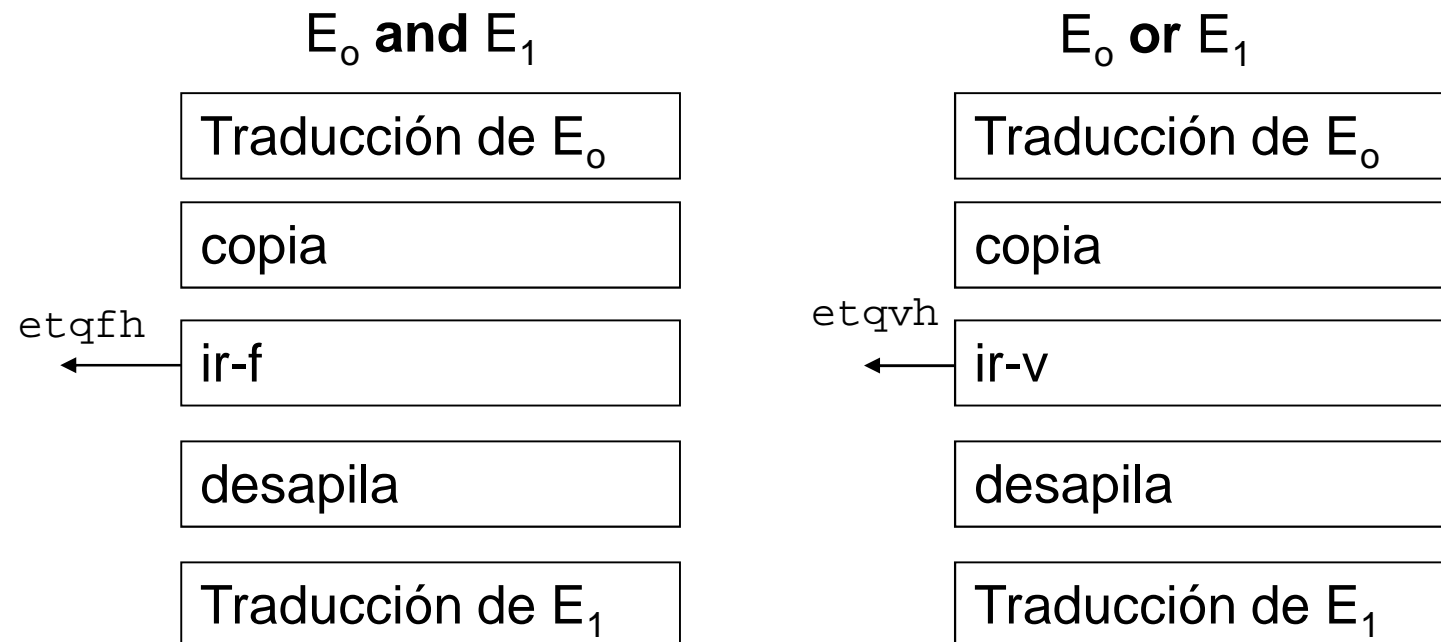 Eo and E1
Traducción de Eo
copia
etqfh
ir-f
desapila
Traducción de E1
Eo or E1
Traducción de Eo
copia
etqvh
ir-v
desapila
Traducción de E1